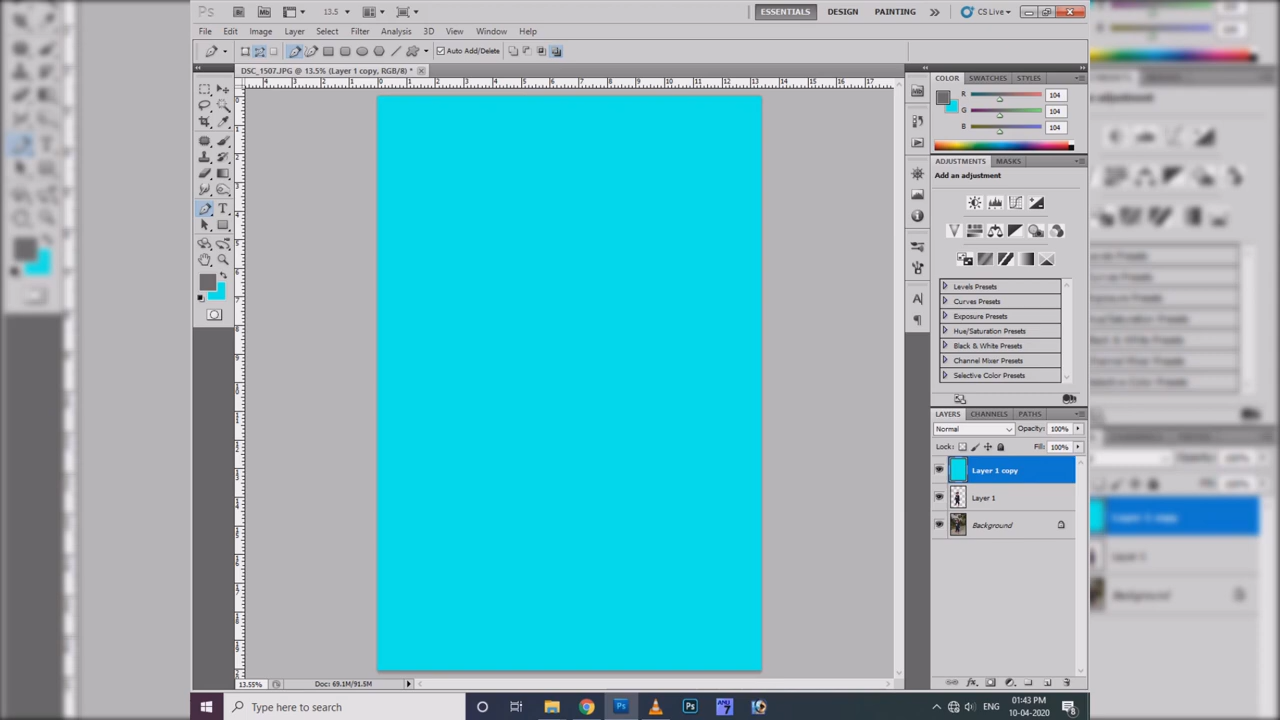 Ps Br Mb 13.5 ESSENTIALS DESIGN PAINTING CS Live
File Edit Image Layer Select Filter Analysis 3D View Window Help
Auto Add/Delete
DSC_1507.JPG @ 13.5% (Layer 1 copy, RGB/8) *
COLOR SWATCHES STYLES
R 104
G 104
B 104
ADJUSTMENTS MASKS
Add an adjustment
Levels Presets
Curves Presets
Exposure Presets
Hue/Saturation Presets
Black & White Presets
Channel Mixer Presets
Selective Color Presets
LAYERS CHANNELS PATHS
Normal Opacity: 100%
Lock: Fill: 100%
Layer 1 copy
Layer 1
Background
13.55% Doc: 69.1M/91.5M
Type here to search
ENG
01:43 PM
10-04-2020